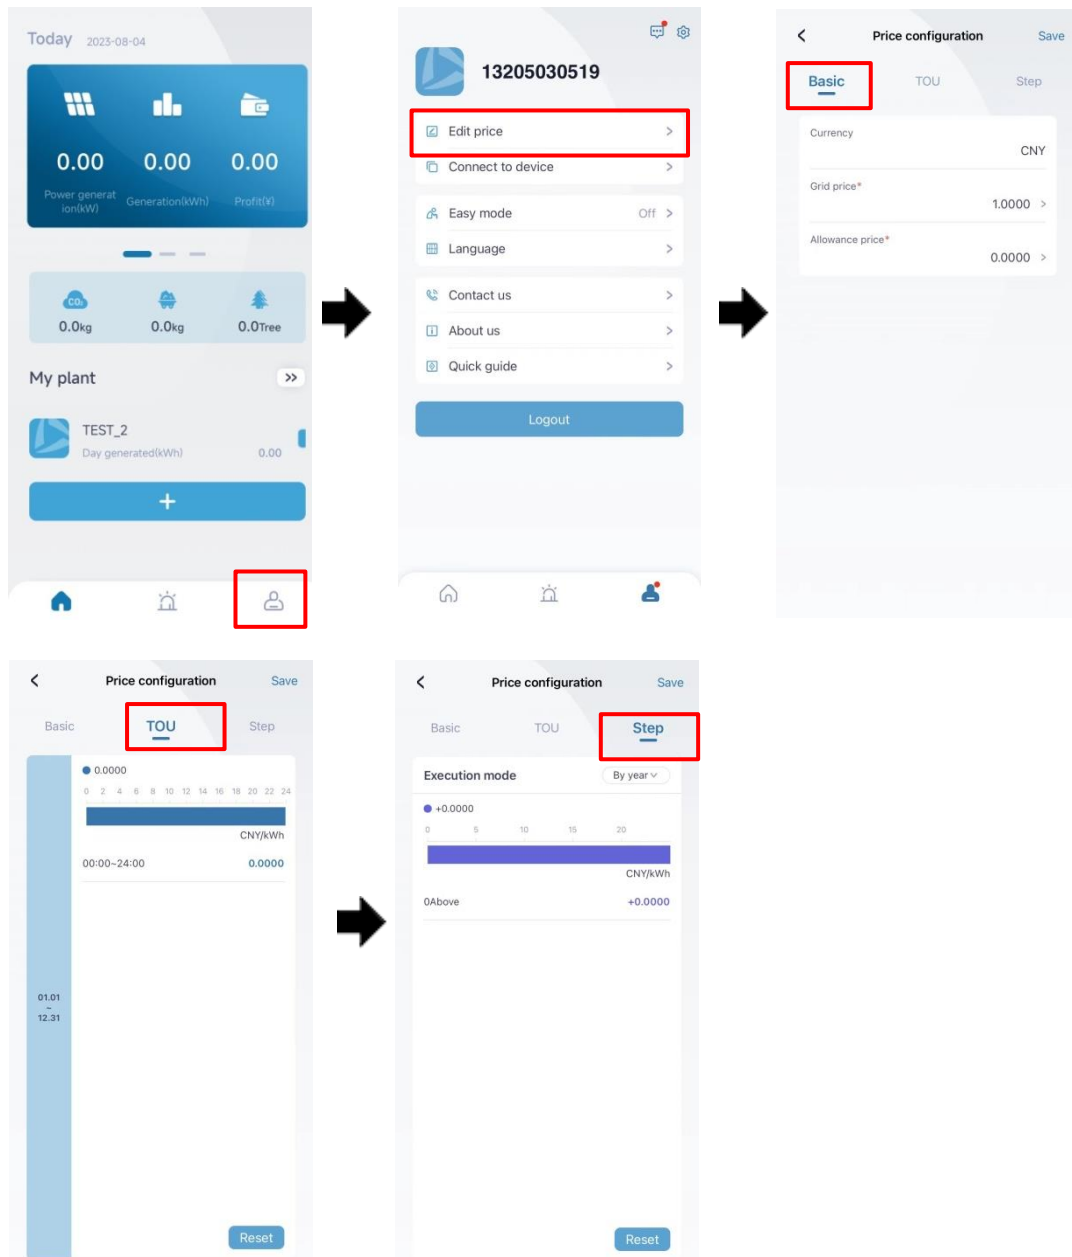 Today 2023-08-04
0.00 0.00 0.00
Power generat
ion(kW) Generation(kWh) Profit(¥)
CO₂
0.0kg 0.0kg 0.0Tree
My plant
TEST_2
Day generated(kWh) 0.00
+
13205030519
Edit price >
Connect to device >
Easy mode Off >
Language >
Contact us >
About us >
Quick guide >
Logout
< Price configuration Save
Basic TOU Step
Currency
CNY
Grid price*
1.0000 >
Allowance price*
0.0000 >
< Price configuration Save
Basic TOU Step
0.0000
0 2 4 6 8 10 12 14 16 18 20 22 24
CNY/kWh
00:00~24:00 0.0000
01.01
~
12.31
Reset
< Price configuration Save
Basic TOU Step
Execution mode By year
+0.0000
0 5 10 15 20
CNY/kWh
0Above +0.0000
Reset